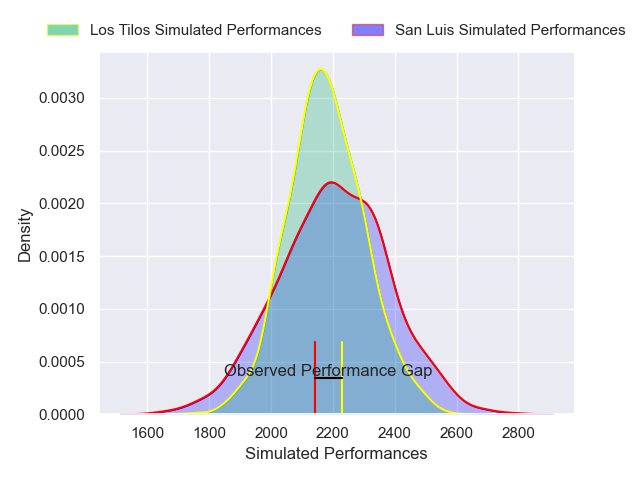 Los Tilos Simulated Performances
San Luis Simulated Performances
Density
0.0030
0.0025
0.0020
0.0015
0.0010
0.0005
0.0000
Observed Performance Gap
1600 1800 2000 2200 2400 2600 2800
Simulated Performances